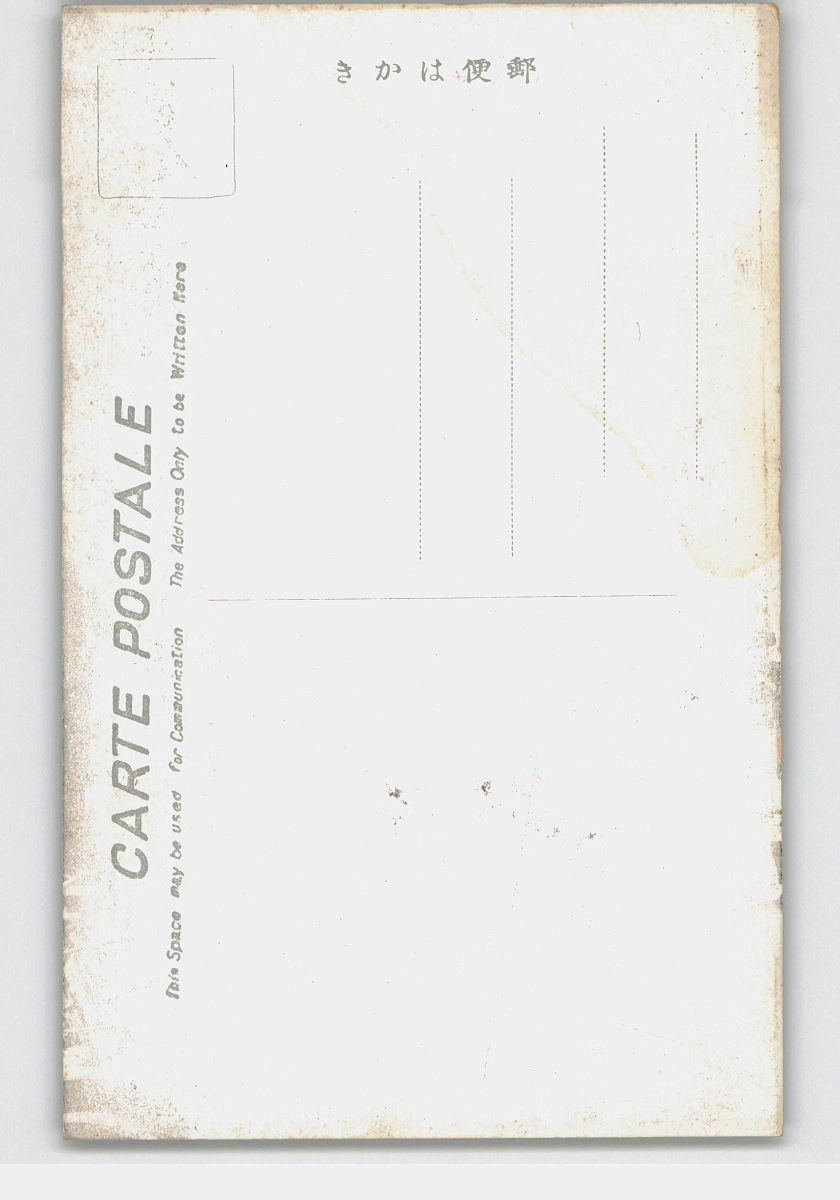 郵便はかき
CARTE POSTALE
This Space may be used for Communication The Address Only to be Written Here